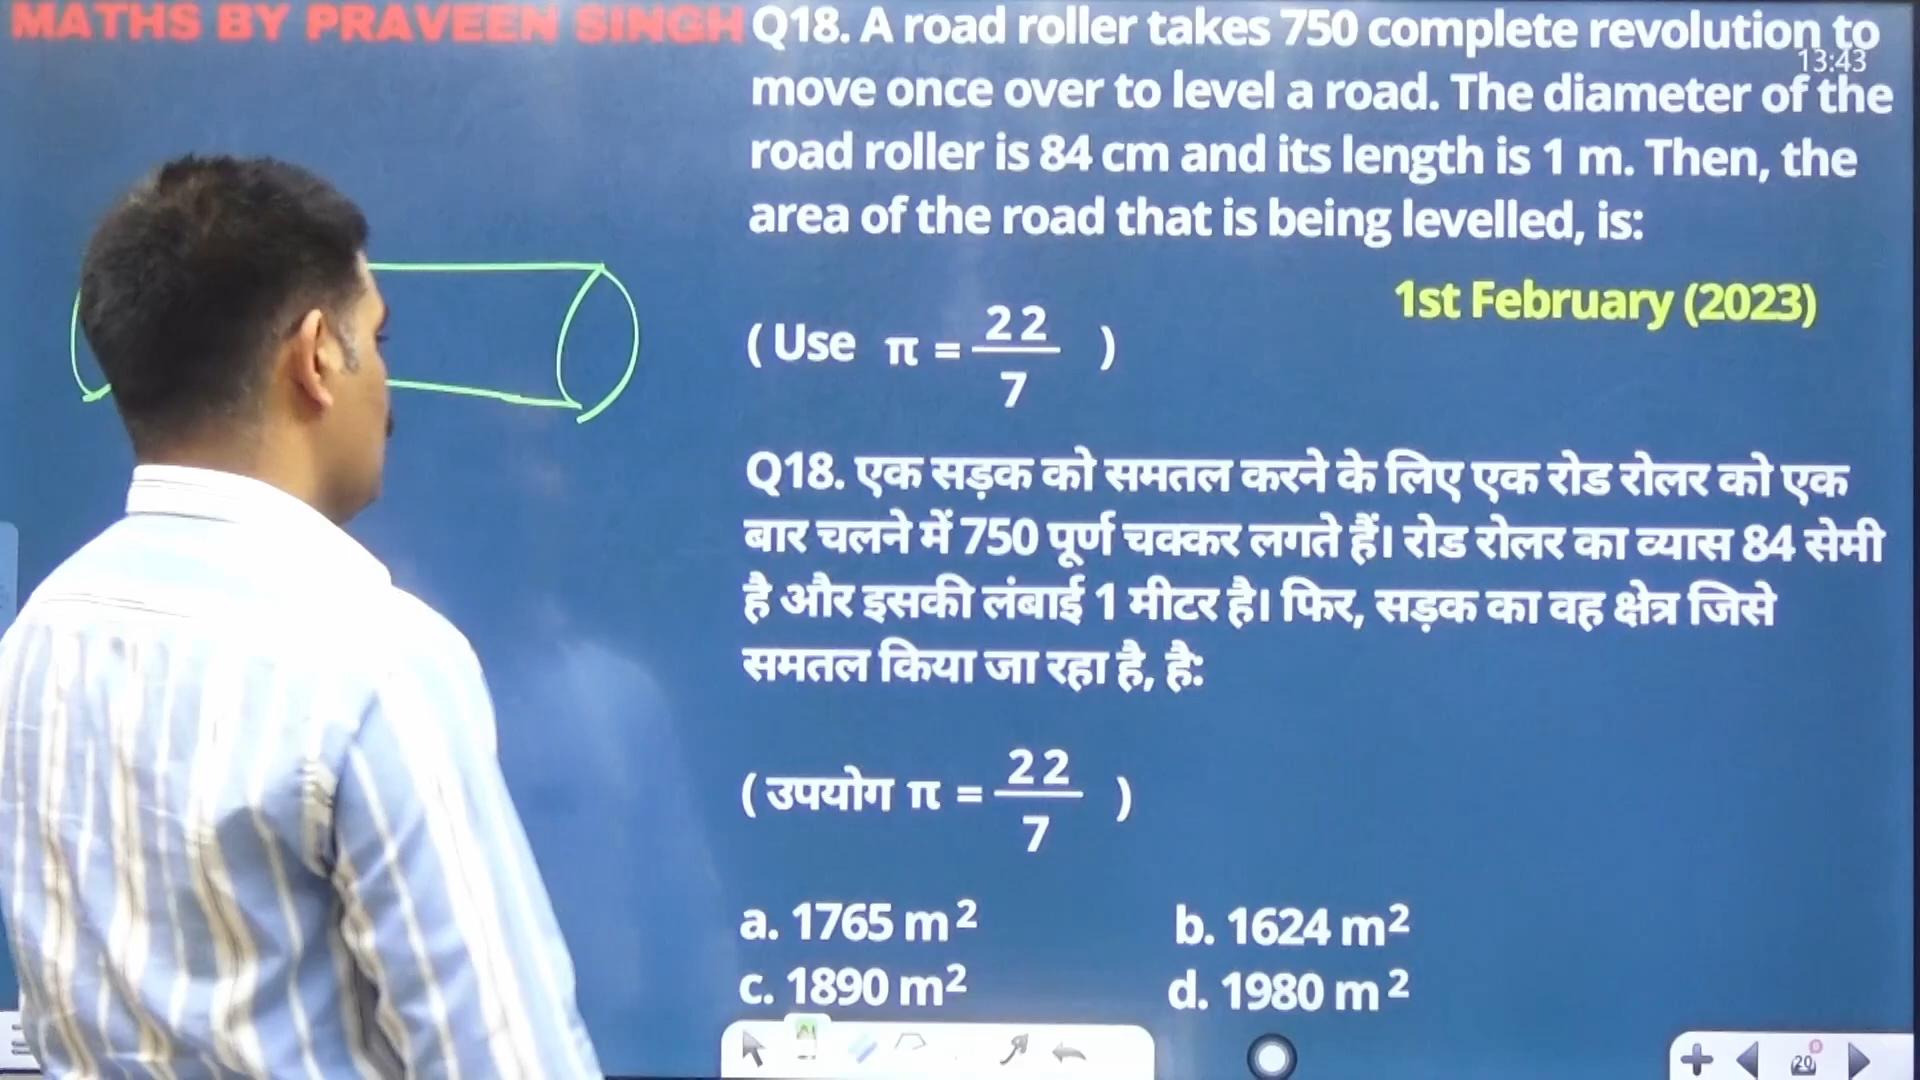 MATHS BY PRAVEEN SINGH
Q18. A road roller takes 750 complete revolution to
13:43
move once over to level a road. The diameter of the
road roller is 84 cm and its length is 1 m. Then, the
area of the road that is being levelled, is:
1st February (2023)
( Use π = 22/7 )
Q18. एक सड़क को समतल करने के लिए एक रोड रोलर को एक
बार चलने में 750 पूर्ण चक्कर लगते हैं। रोड रोलर का व्यास 84 सेमी
है और इसकी लंबाई 1 मीटर है। फिर, सड़क का वह क्षेत्र जिसे
समतल किया जा रहा है, है:
( उपयोग π = 22/7 )
a. 1765 m²
b. 1624 m²
c. 1890 m²
d. 1980 m²
20